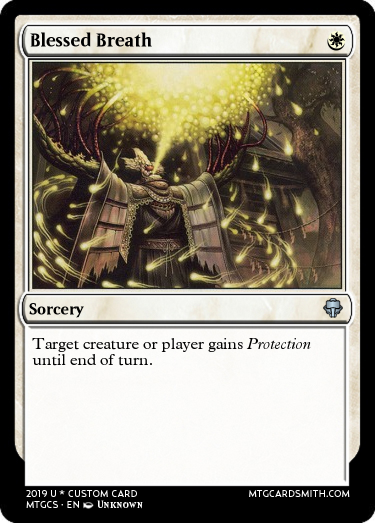 Blessed Breath
Sorcery
Target creature or player gains Protection
until end of turn.
2019 U * CUSTOM CARD
MTGCARDSMITH.COM
MTGCS · EN Unknown